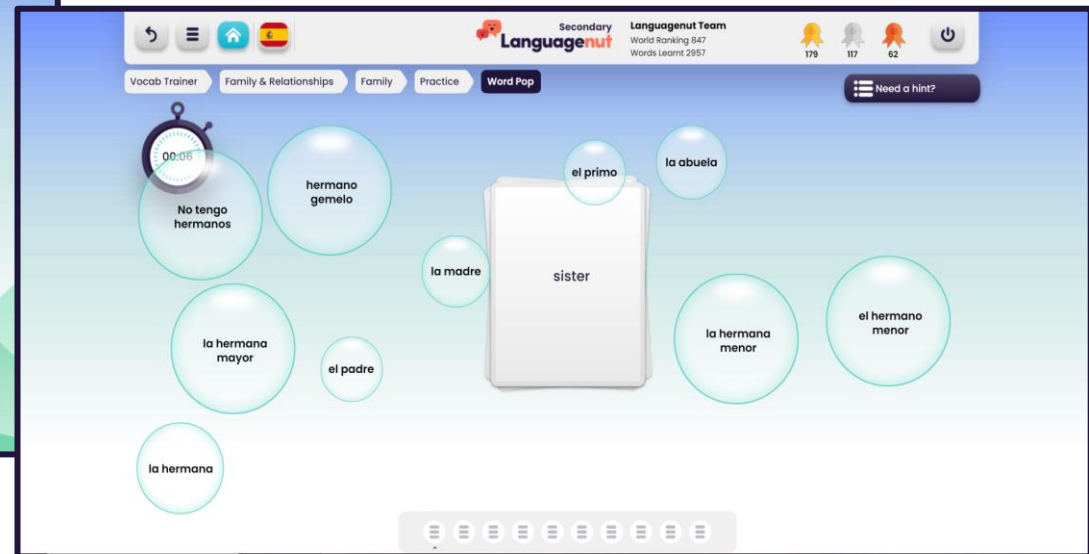 Secondary
Languagenut
Languagenut Team
World Ranking 847
Words Learnt 2957
179
117
62
Vocab Trainer
Family & Relationships
Family
Practice
Word Pop
Need a hint?
00:06
No tengo
hermanos
hermano
gemelo
el primo
la abuela
la madre
sister
la hermana
mayor
el padre
la hermana
menor
el hermano
menor
la hermana